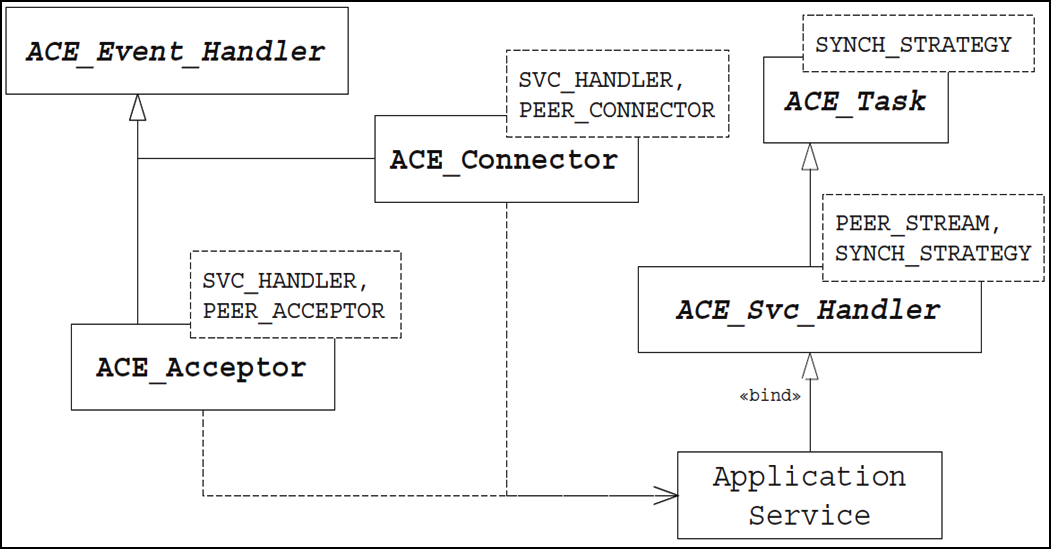 ACE_Event_Handler
SYNCH_STRATEGY
ACE_Task
SVC_HANDLER,
PEER_CONNECTOR
ACE_Connector
PEER_STREAM,
SYNCH_STRATEGY
ACE_Svc_Handler
SVC_HANDLER,
PEER_ACCEPTOR
ACE_Acceptor
«bind»
Application
Service